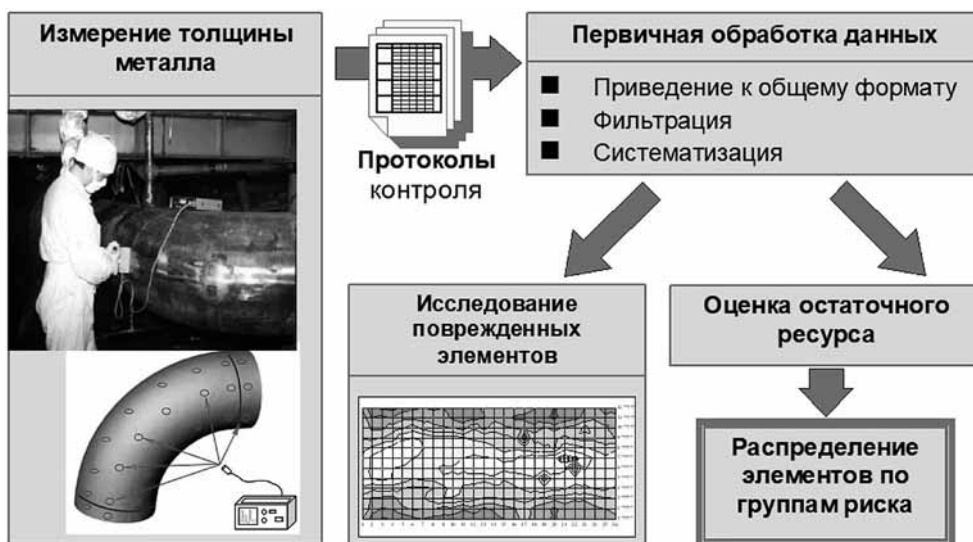 Измерение толщины
металла
Протоколы
контроля
Первичная обработка данных
Приведение к общему формату
Фильтрация
Систематизация
Исследование
поврежденных
элементов
Оценка остаточного
ресурса
Распределение
элементов по
группам риска